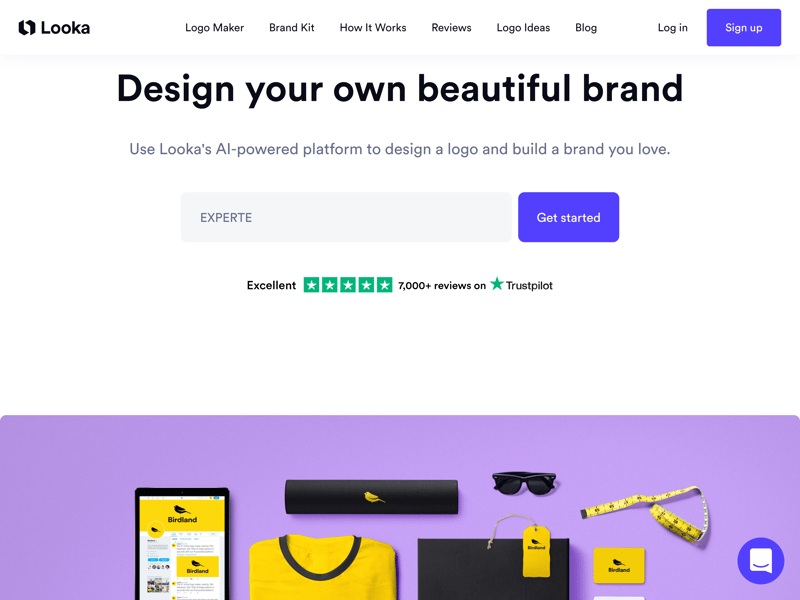 Looka
Logo Maker
Brand Kit
How It Works
Reviews
Logo Ideas
Blog
Log in
Sign up
Design your own beautiful brand
Use Looka's AI-powered platform to design a logo and build a brand you love.
EXPERTE
Get started
Excellent
7,000+ reviews on
Trustpilot
Birdland
Birdland
Birdland
Birdland